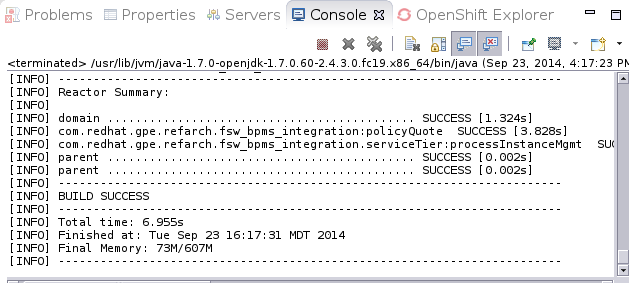 Problems Properties Servers Console OpenShift Explorer
<terminated> /usr/lib/jvm/java-1.7.0-openjdk-1.7.0.60-2.4.3.0.fc19.x86_64/bin/java (Sep 23, 2014, 4:17:23 PM
[INFO] ------------------------------------------------------------------------
[INFO] Reactor Summary:
[INFO]
[INFO] domain ............................................ SUCCESS [1.324s]
[INFO] com.redhat.gpe.refarch.fsw_bpms_integration:policyQuote  SUCCESS [3.828s]
[INFO] com.redhat.gpe.refarch.fsw_bpms_integration.serviceTier:processInstanceMgmt  SUC
[INFO] parent ............................................ SUCCESS [0.002s]
[INFO] parent ............................................ SUCCESS [0.002s]
[INFO] ------------------------------------------------------------------------
[INFO] BUILD SUCCESS
[INFO] ------------------------------------------------------------------------
[INFO] Total time: 6.955s
[INFO] Finished at: Tue Sep 23 16:17:31 MDT 2014
[INFO] Final Memory: 73M/607M
[INFO] ------------------------------------------------------------------------